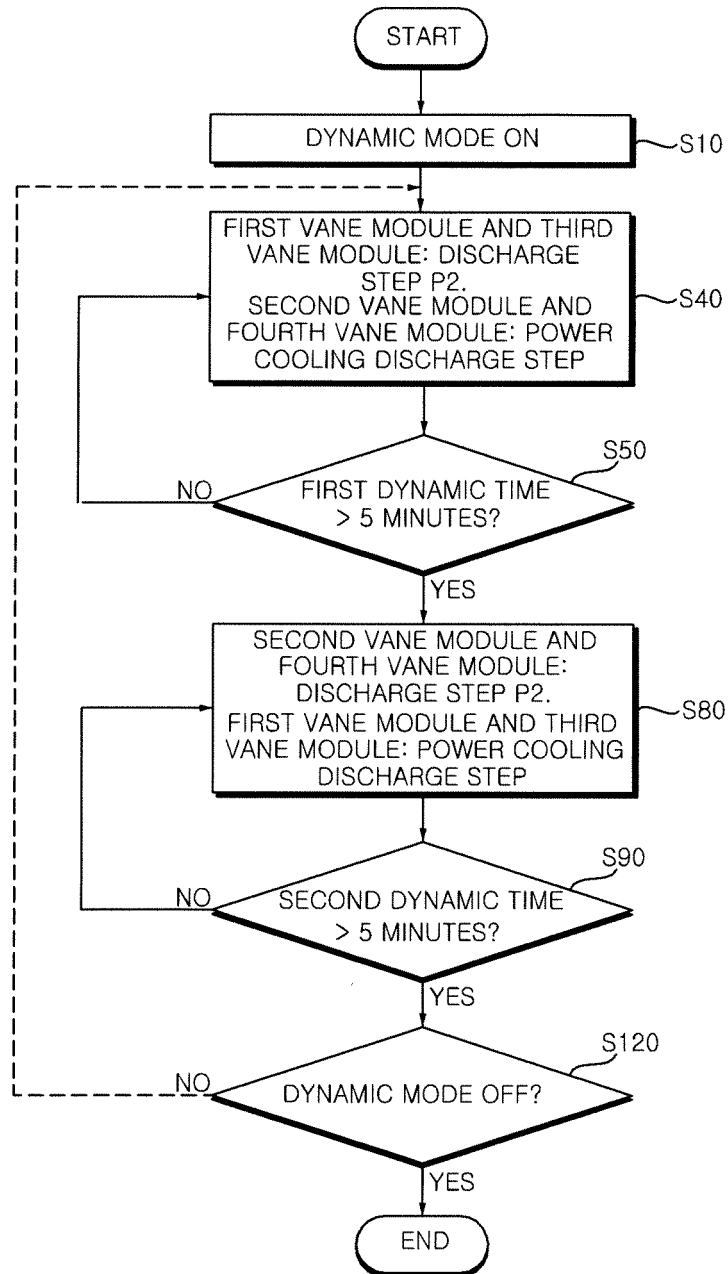 START
DYNAMIC MODE ON
S10
FIRST VANE MODULE AND THIRD
VANE MODULE: DISCHARGE
STEP P2.
SECOND VANE MODULE AND
FOURTH VANE MODULE: POWER
COOLING DISCHARGE STEP
S40
S50
NO
FIRST DYNAMIC TIME
> 5 MINUTES?
YES
SECOND VANE MODULE AND
FOURTH VANE MODULE:
DISCHARGE STEP P2.
FIRST VANE MODULE AND THIRD
VANE MODULE: POWER COOLING
DISCHARGE STEP
S80
S90
NO
SECOND DYNAMIC TIME
> 5 MINUTES?
YES
S120
NO
DYNAMIC MODE OFF?
YES
END